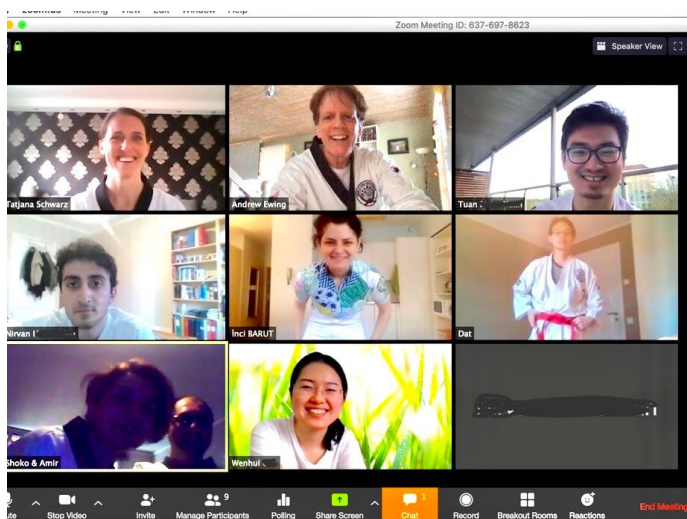 Zoom Meeting ID: 637-697-8623
Speaker View
Tatjana Schwarz
Andrew Ewing
Tuan
Nirvan
İnci BARUT
Dat
Shoko & Amir
Wenhui
9
1
Stop Video
Invite
Manage Participants
Polling
Share Screen
Chat
Record
Breakout Rooms
Reactions
End Meeting